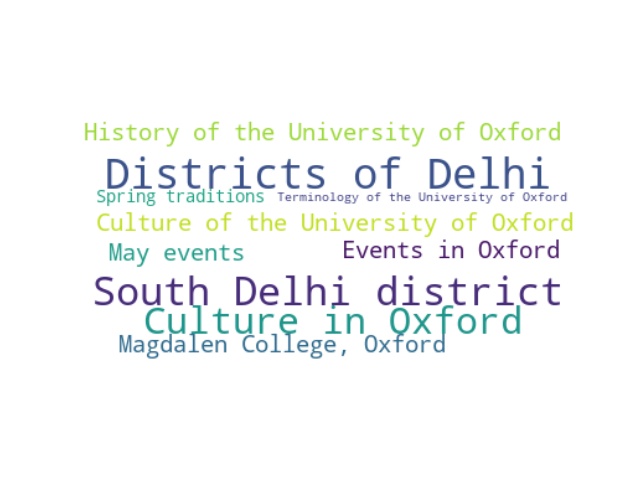 History of the University of Oxford
Districts of Delhi
Spring traditions Terminology of the University of Oxford
Culture of the University of Oxford
May events Events in Oxford
South Delhi district
Culture in Oxford
Magdalen College, Oxford